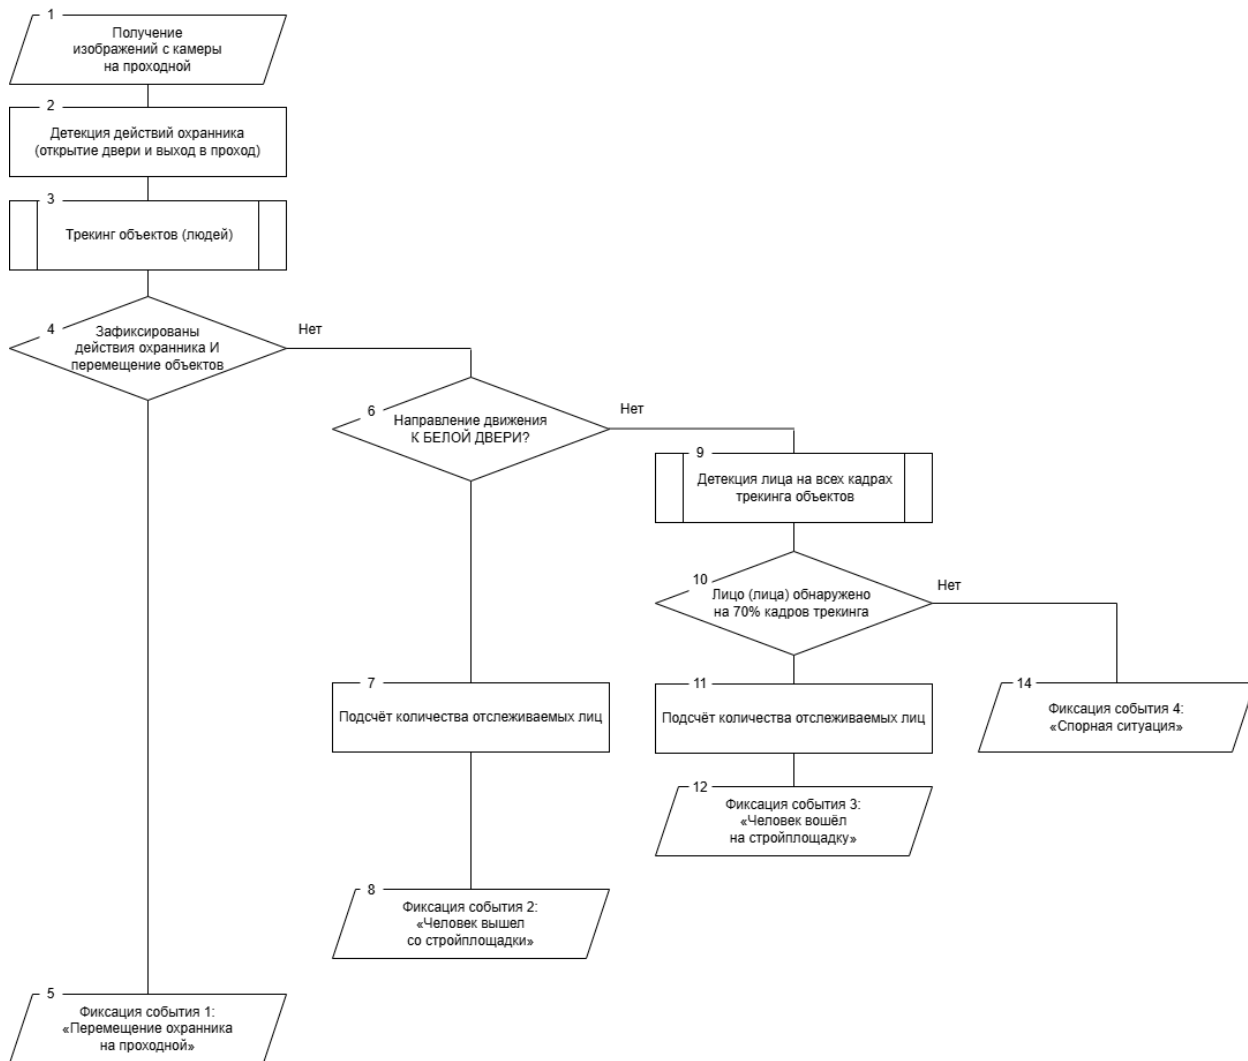 1
Получение
изображений с камеры
на проходной
2
Детекция действий охранника
(открытие двери и выход в проход)
3
Трекинг объектов (людей)
4
Зафиксированы
действия охранника И
перемещение объектов
Нет
6
Направление движения
К БЕЛОЙ ДВЕРИ?
Нет
9
Детекция лица на всех кадрах
трекинга объектов
10
Лицо (лица) обнаружено
на 70% кадров трекинга
Нет
7
Подсчёт количества отслеживаемых лиц
11
Подсчёт количества отслеживаемых лиц
14
Фиксация события 4:
«Спорная ситуация»
12
Фиксация события 3:
«Человек вошёл
на стройплощадку»
8
Фиксация события 2:
«Человек вышел
со стройплощадки»
5
Фиксация события 1:
«Перемещение охранника
на проходной»